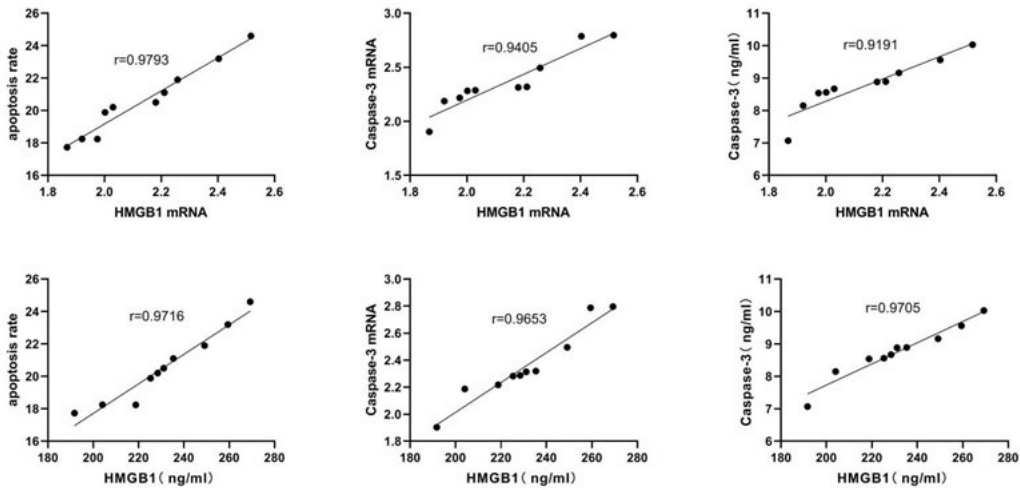 apoptosis rate
26
24
22
20
18
16
r=0.9793
1.8 2.0 2.2 2.4 2.6
HMGB1 mRNA
Caspase-3 mRNA
3.0
2.5
2.0
1.5
r=0.9405
1.8 2.0 2.2 2.4 2.6
HMGB1 mRNA
Caspase-3 ( ng/ml)
11
10
9
8
7
6
r=0.9191
1.8 2.0 2.2 2.4 2.6
HMGB1 mRNA
apoptosis rate
26
24
22
20
18
16
r=0.9716
180 200 220 240 260 280
HMGB1 ( ng/ml)
Caspase-3 mRNA
3.0
2.8
2.6
2.4
2.2
2.0
1.8
r=0.9653
180 200 220 240 260 280
HMGB1 ( ng/ml)
Caspase-3 ( ng/ml)
11
10
9
8
7
6
r=0.9705
180 200 220 240 260 280
HMGB1 ( ng/ml)